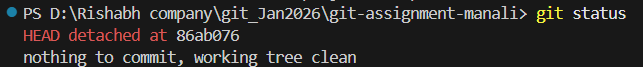 PS D:\Rishabh company\git_Jan2026\git-assignment-manali> git status
HEAD detached at 86ab076
nothing to commit, working tree clean